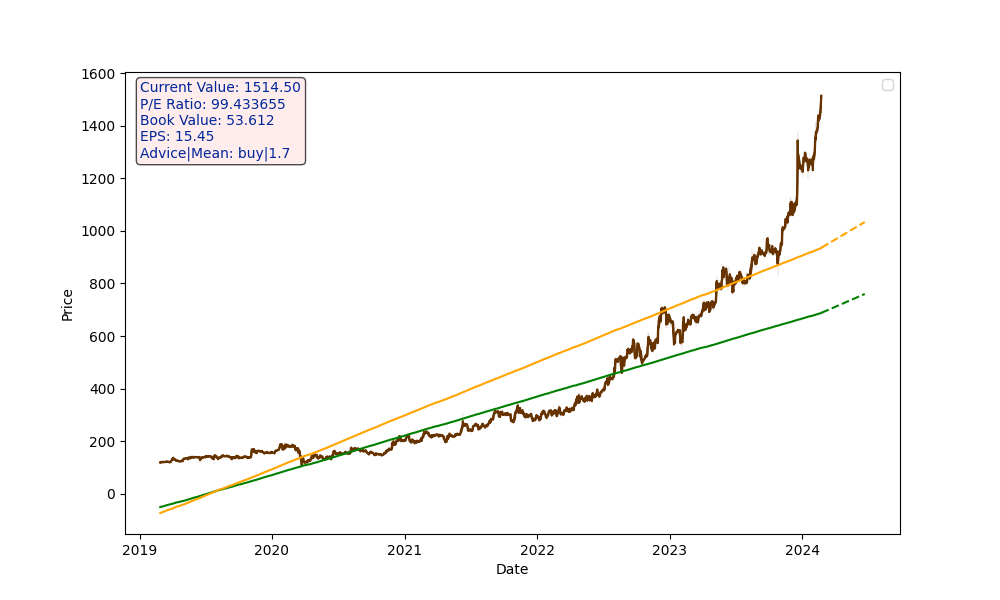 Current Value: 1514.50
P/E Ratio: 99.433655
Book Value: 53.612
EPS: 15.45
Advice|Mean: buy|1.7
Price
1600
1400
1200
1000
800
600
400
200
0
2019 2020 2021 2022 2023 2024
Date